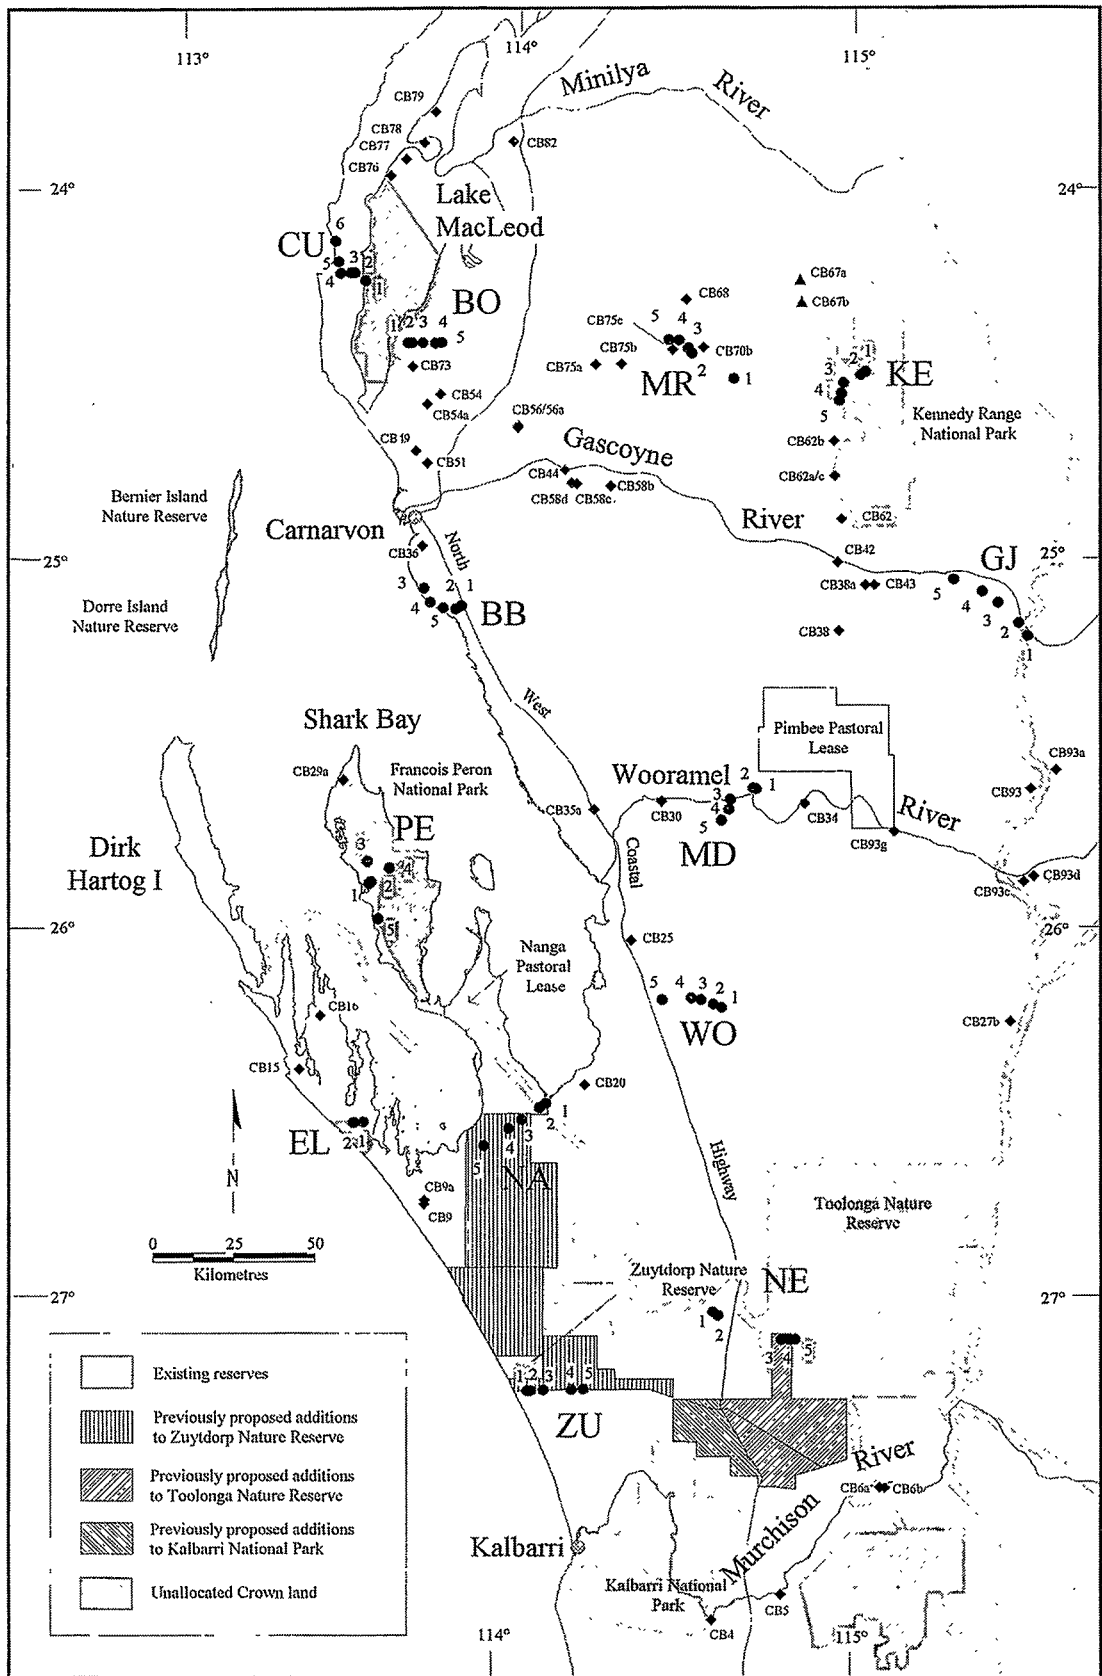 113°
114°
115°
Minilya
River
CB79
CB78
CB77
CB76
CB82
24°
24°
Lake
MacLeod
6
CU
5
3
2
4
1
BO
1
2
3
4
5
CB73
CB54
CB54a
CB67a
CB67b
CB68
CB75c
5
4
3
CB75b
CB75a
CB70b
MR
2
1
2
1
3
KE
4
5
Kennedy Range
National Park
CB56/56a
CB49
CB51
Gascoyne
CB62b
CB44
CB58d
CB58c
CB58b
CB62a/c
Bernier Island
Nature Reserve
River
CB62
Carnarvon
CB36
North
25°
25°
CB42
GJ
3
2
1
CB38a
CB43
5
4
3
2
1
4
5
BB
Dorre Island
Nature Reserve
CB38
West
Shark Bay
Pimbee Pastoral
Lease
CB29a
Francois Peron
National Park
Wooramel
2
1
CB93a
3
CB93
CB35a
CB30
4
5
CB34
River
PE
MD
CB93g
Dirk
Hartog I
3
4
1
2
5
Coastal
CB93d
CB93c
26°
26°
CB25
Nanga
Pastoral
Lease
5
4
3
2
1
WO
CB16
CB27b
CB15
CB20
1
2
EL
2
1
3
4
5
NA
N
Highway
CB9a
CB9
Toolonga Nature
Reserve
0
25
50
Kilometres
Zuytdorp Nature
Reserve
NE
27°
27°
1
2
3
4
5
1
2
3
4
5
ZU
Existing reserves
Previously proposed additions
to Zuytdorp Nature Reserve
Previously proposed additions
to Toolonga Nature Reserve
Previously proposed additions
to Kalbarri National Park
Unallocated Crown land
River
CB6a
CB6b
Murchison
Kalbarri
Kalbarri National
Park
CB5
CB4
114°
115°